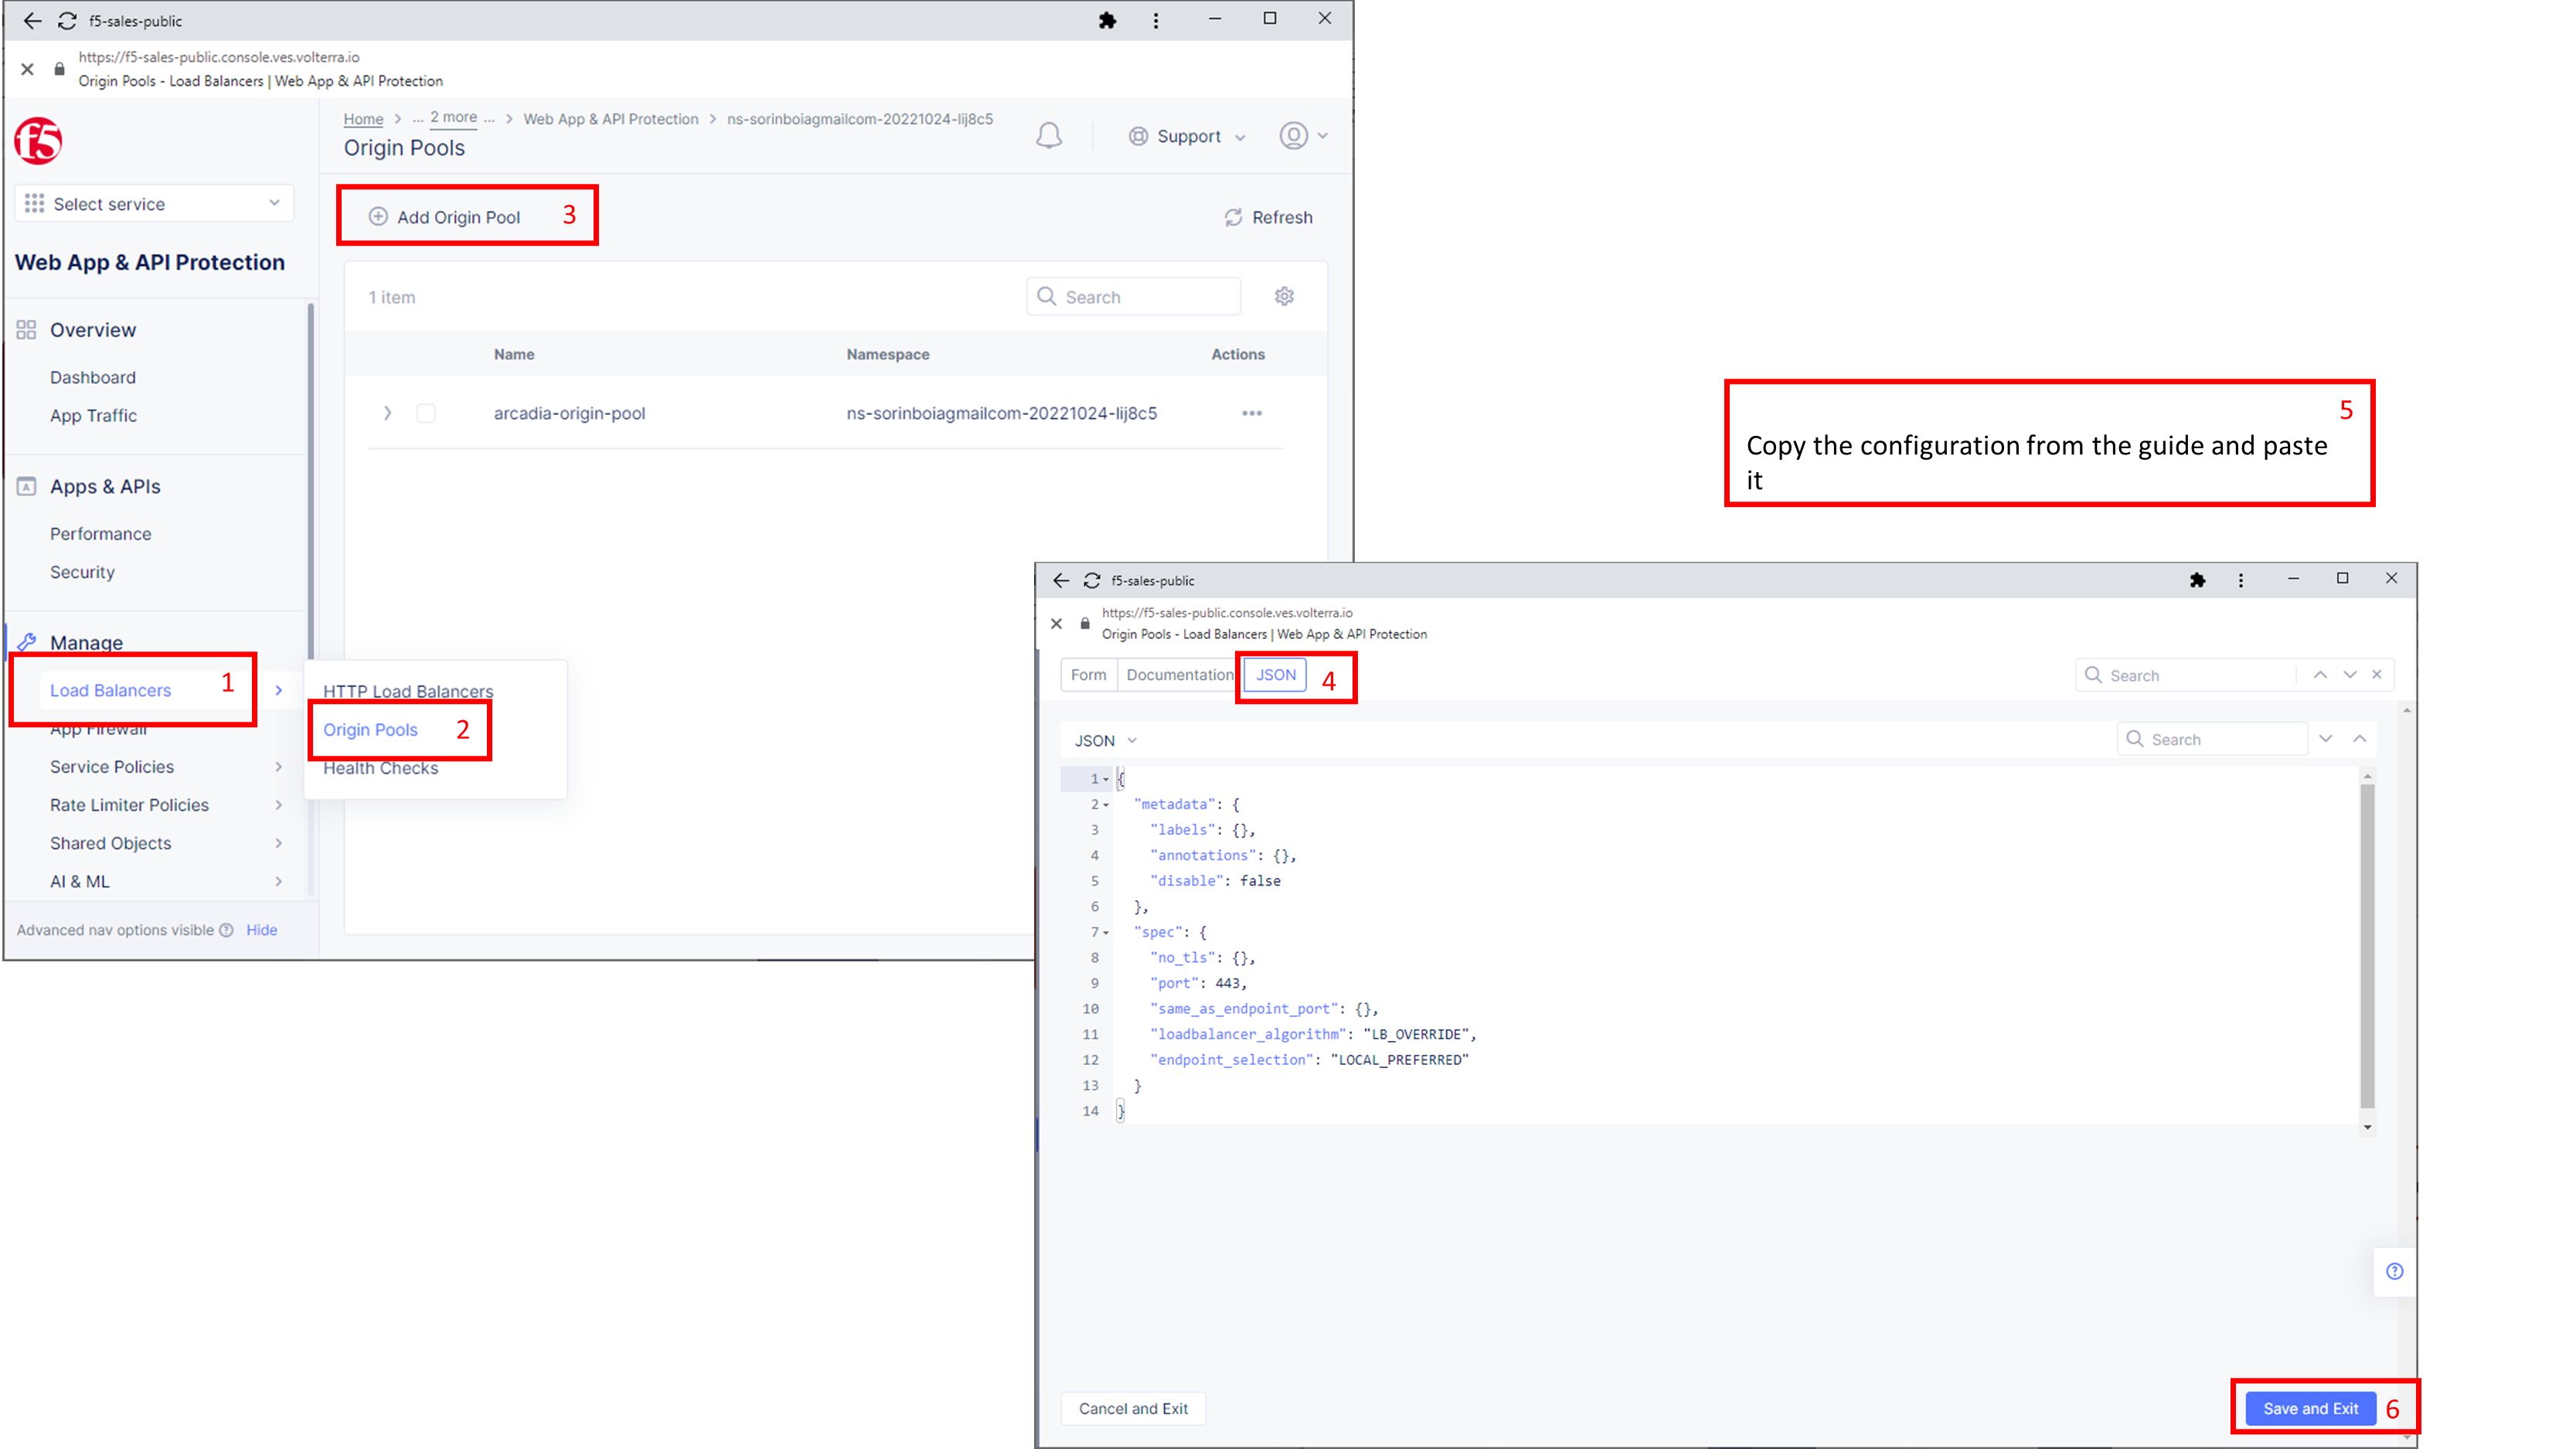 f5-sales-public
https://f5-sales-public.console.ves.volterra.io
Origin Pools - Load Balancers | Web App & API Protection
f5
Home > ... 2 more ... > Web App & API Protection > ns-sorinboiagmailcom-20221024-lij8c5
Origin Pools
Support
Select service
Add Origin Pool 3
Refresh
Web App & API Protection
1 item
Search
Name Namespace Actions
arcadia-origin-pool ns-sorinboiagmailcom-20221024-lij8c5 •••
Overview
Dashboard
App Traffic
Apps & APIs
Performance
Security
Manage
Load Balancers 1
App Firewall
Service Policies
Rate Limiter Policies
Shared Objects
AI & ML
Advanced nav options visible Hide
HTTP Load Balancers
Origin Pools 2
Health Checks
5
Copy the configuration from the guide and paste
it
f5-sales-public
https://f5-sales-public.console.ves.volterra.io
Origin Pools - Load Balancers | Web App & API Protection
Form Documentation JSON 4
Search
JSON
Search
1 {
2 "metadata": {
3 "labels": {},
4 "annotations": {},
5 "disable": false
6 },
7 "spec": {
8 "no_tls": {},
9 "port": 443,
10 "same_as_endpoint_port": {},
11 "loadbalancer_algorithm": "LB_OVERRIDE",
12 "endpoint_selection": "LOCAL_PREFERRED"
13 }
14 }
Cancel and Exit
Save and Exit 6